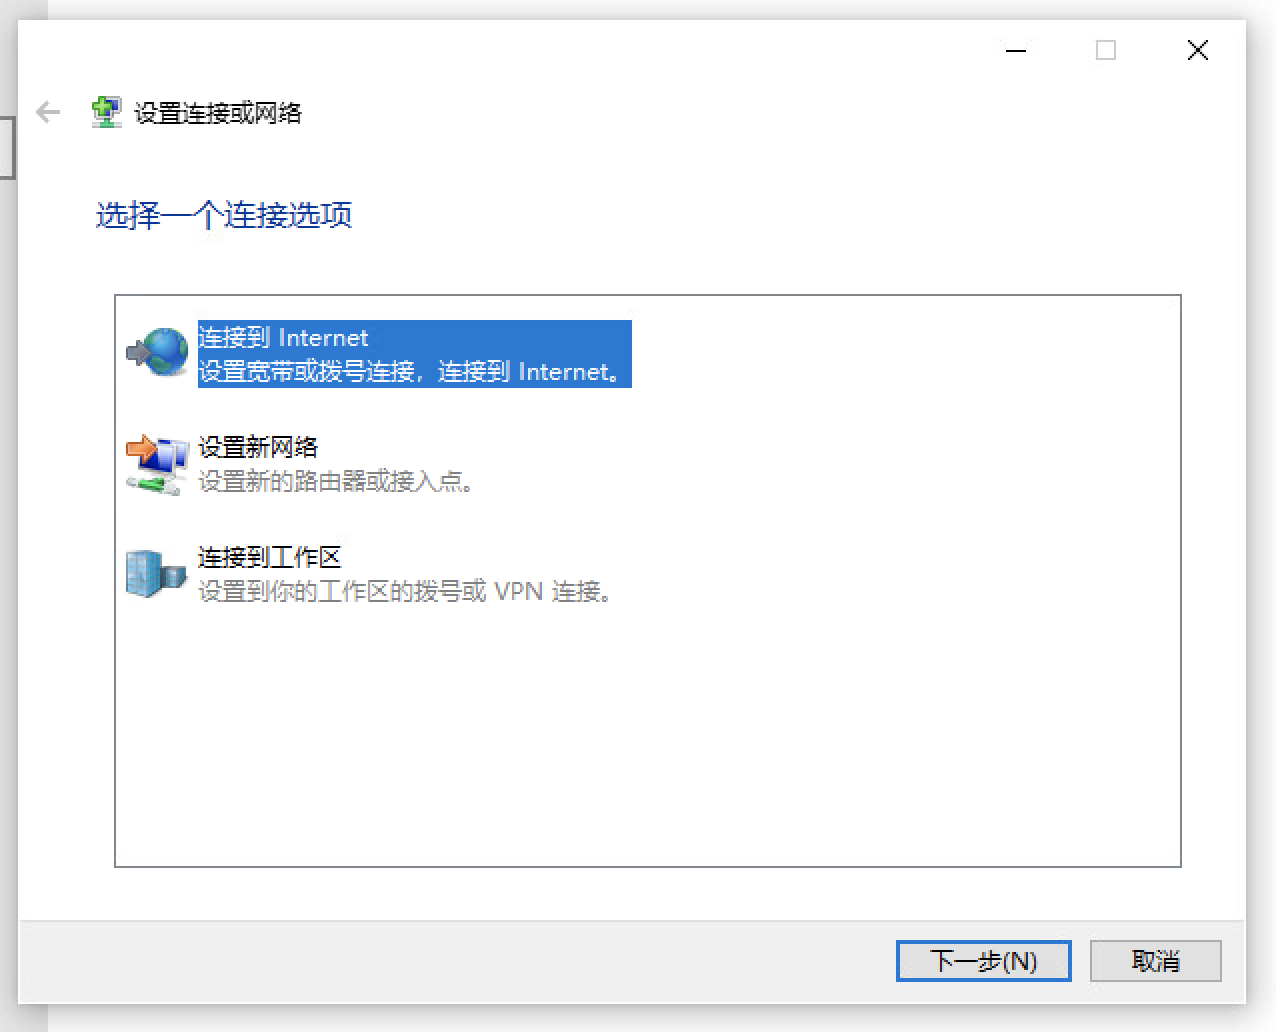 设置连接或网络
选择一个连接选项
连接到 Internet
设置宽带或拨号连接，连接到 Internet。
设置新网络
设置新的路由器或接入点。
连接到工作区
设置到你的工作区的拨号或 VPN 连接。
下一步(N)
取消